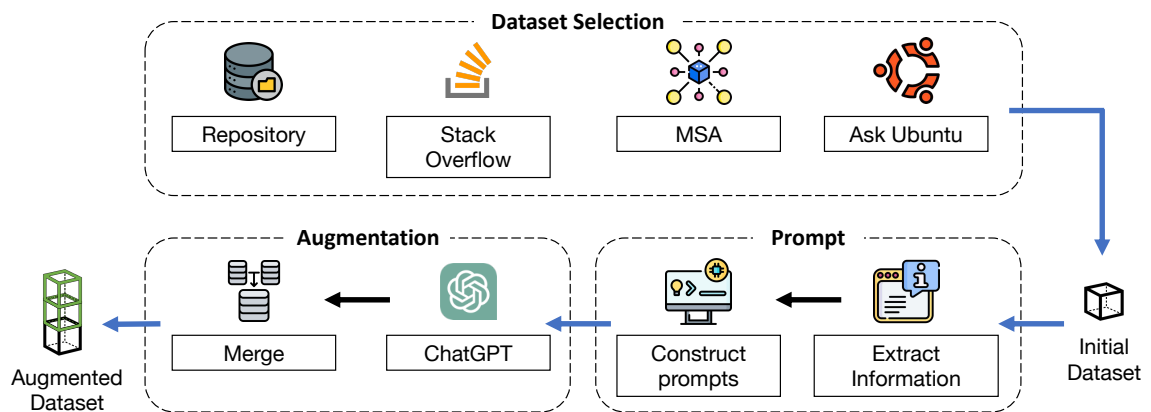 Dataset Selection
Repository
Stack
Overflow
MSA
Ask Ubuntu
Augmentation
Prompt
Merge
ChatGPT
Construct
prompts
Extract
Information
Initial
Dataset
Augmented
Dataset